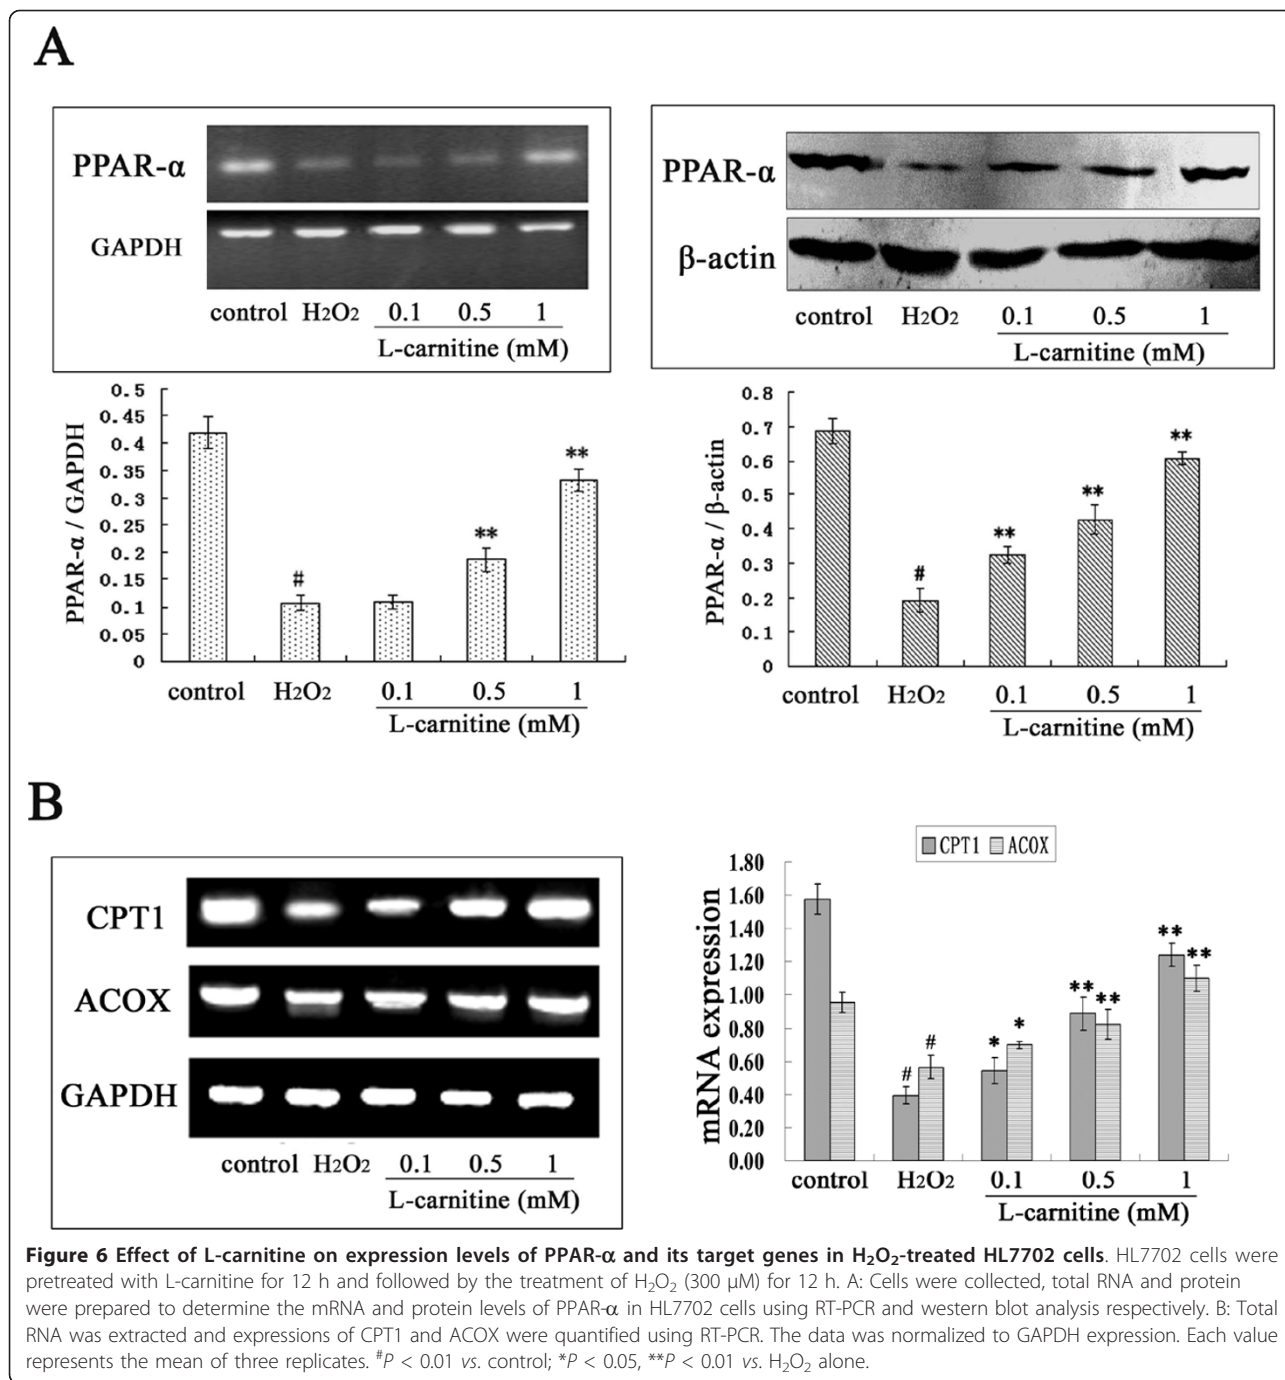 A
PPAR-α
GAPDH
control H2O2 0.1 0.5 1
L-carnitine (mM)
PPAR-α
β-actin
control H2O2 0.1 0.5 1
L-carnitine (mM)
PPAR-α / GAPDH
0.5
0.45
0.4
0.35
0.3
0.25
0.2
0.15
0.1
0.05
0
#
**
**
control H2O2 0.1 0.5 1
L-carnitine (mM)
PPAR-α / β-actin
0.8
0.7
0.6
0.5
0.4
0.3
0.2
0.1
0
#
**
**
**
control H2O2 0.1 0.5 1
L-carnitine (mM)
B
CPT1
ACOX
GAPDH
control H2O2 0.1 0.5 1
L-carnitine (mM)
CPT1 ACOX
mRNA expression
1.80
1.60
1.40
1.20
1.00
0.80
0.60
0.40
0.20
0.00
# #
* *
** **
** **
control H2O2 0.1 0.5 1
L-carnitine (mM)
Figure 6 Effect of L-carnitine on expression levels of PPAR-α and its target genes in H2O2-treated HL7702 cells. HL7702 cells were
pretreated with L-carnitine for 12 h and followed by the treatment of H2O2 (300 μM) for 12 h. A: Cells were collected, total RNA and protein
were prepared to determine the mRNA and protein levels of PPAR-α in HL7702 cells using RT-PCR and western blot analysis respectively. B: Total
RNA was extracted and expressions of CPT1 and ACOX were quantified using RT-PCR. The data was normalized to GAPDH expression. Each value
represents the mean of three replicates. #P < 0.01 vs. control; *P < 0.05, **P < 0.01 vs. H2O2 alone.